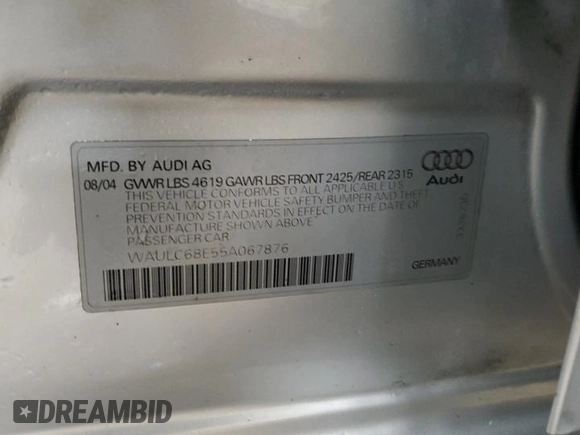 MFD. BY AUDI AG
08/04 GVWR LBS 4619 GAWR LBS FRONT 2425/REAR 2315
THIS VEHICLE CONFORMS TO ALL APPLICABLE
FEDERAL MOTOR VEHICLE SAFETY BUMPER AND THEFT
PREVENTION STANDARDS IN EFFECT ON THE DATE OF
MANUFACTURE SHOWN ABOVE
PASSENGER CAR
WAULC68E55A067876
Audi
GERMANY
DREAMBID